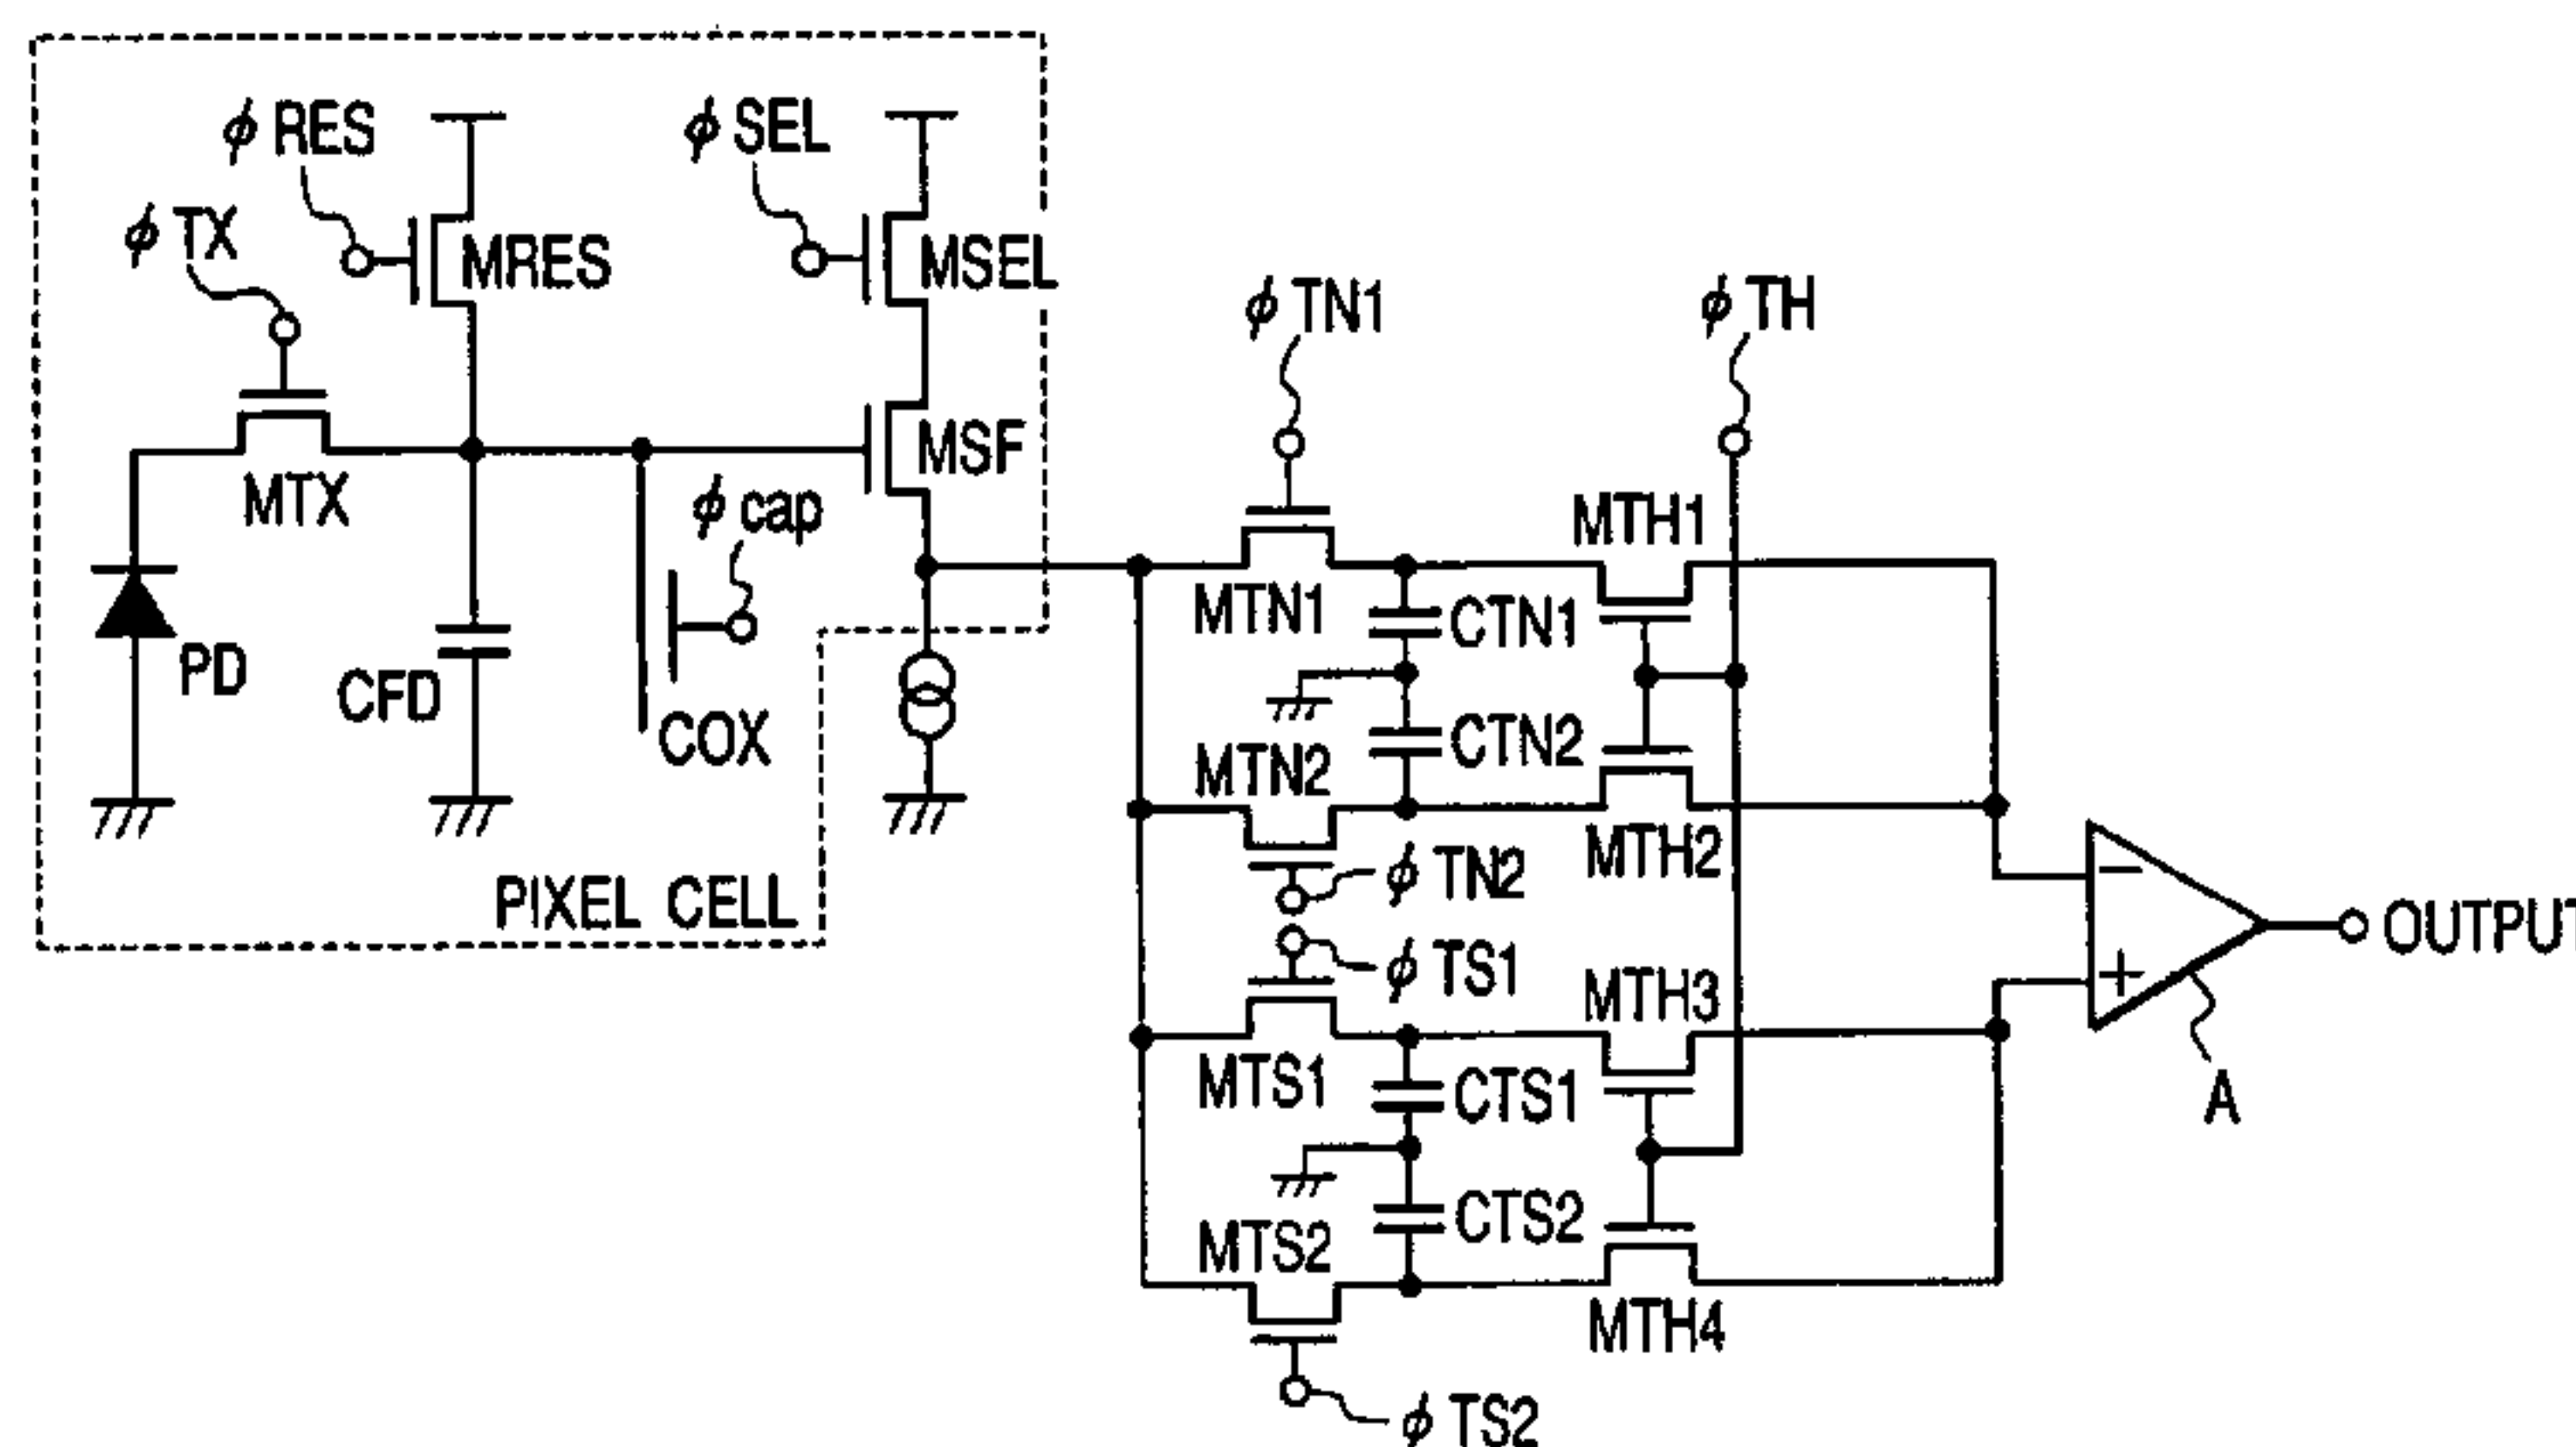 ϕ RES
ϕ SEL
ϕ TX
MRES
MSEL
ϕ TN1
ϕ TH
MTX
MSF
ϕ cap
MTH1
MTN1
CTN1
PD
CFD
COX
CTN2
MTN2
MTH2
ϕ TN2
PIXEL CELL
OUTPUT
ϕ TS1
MTH3
MTS1
CTS1
A
CTS2
MTS2
MTH4
ϕ TS2